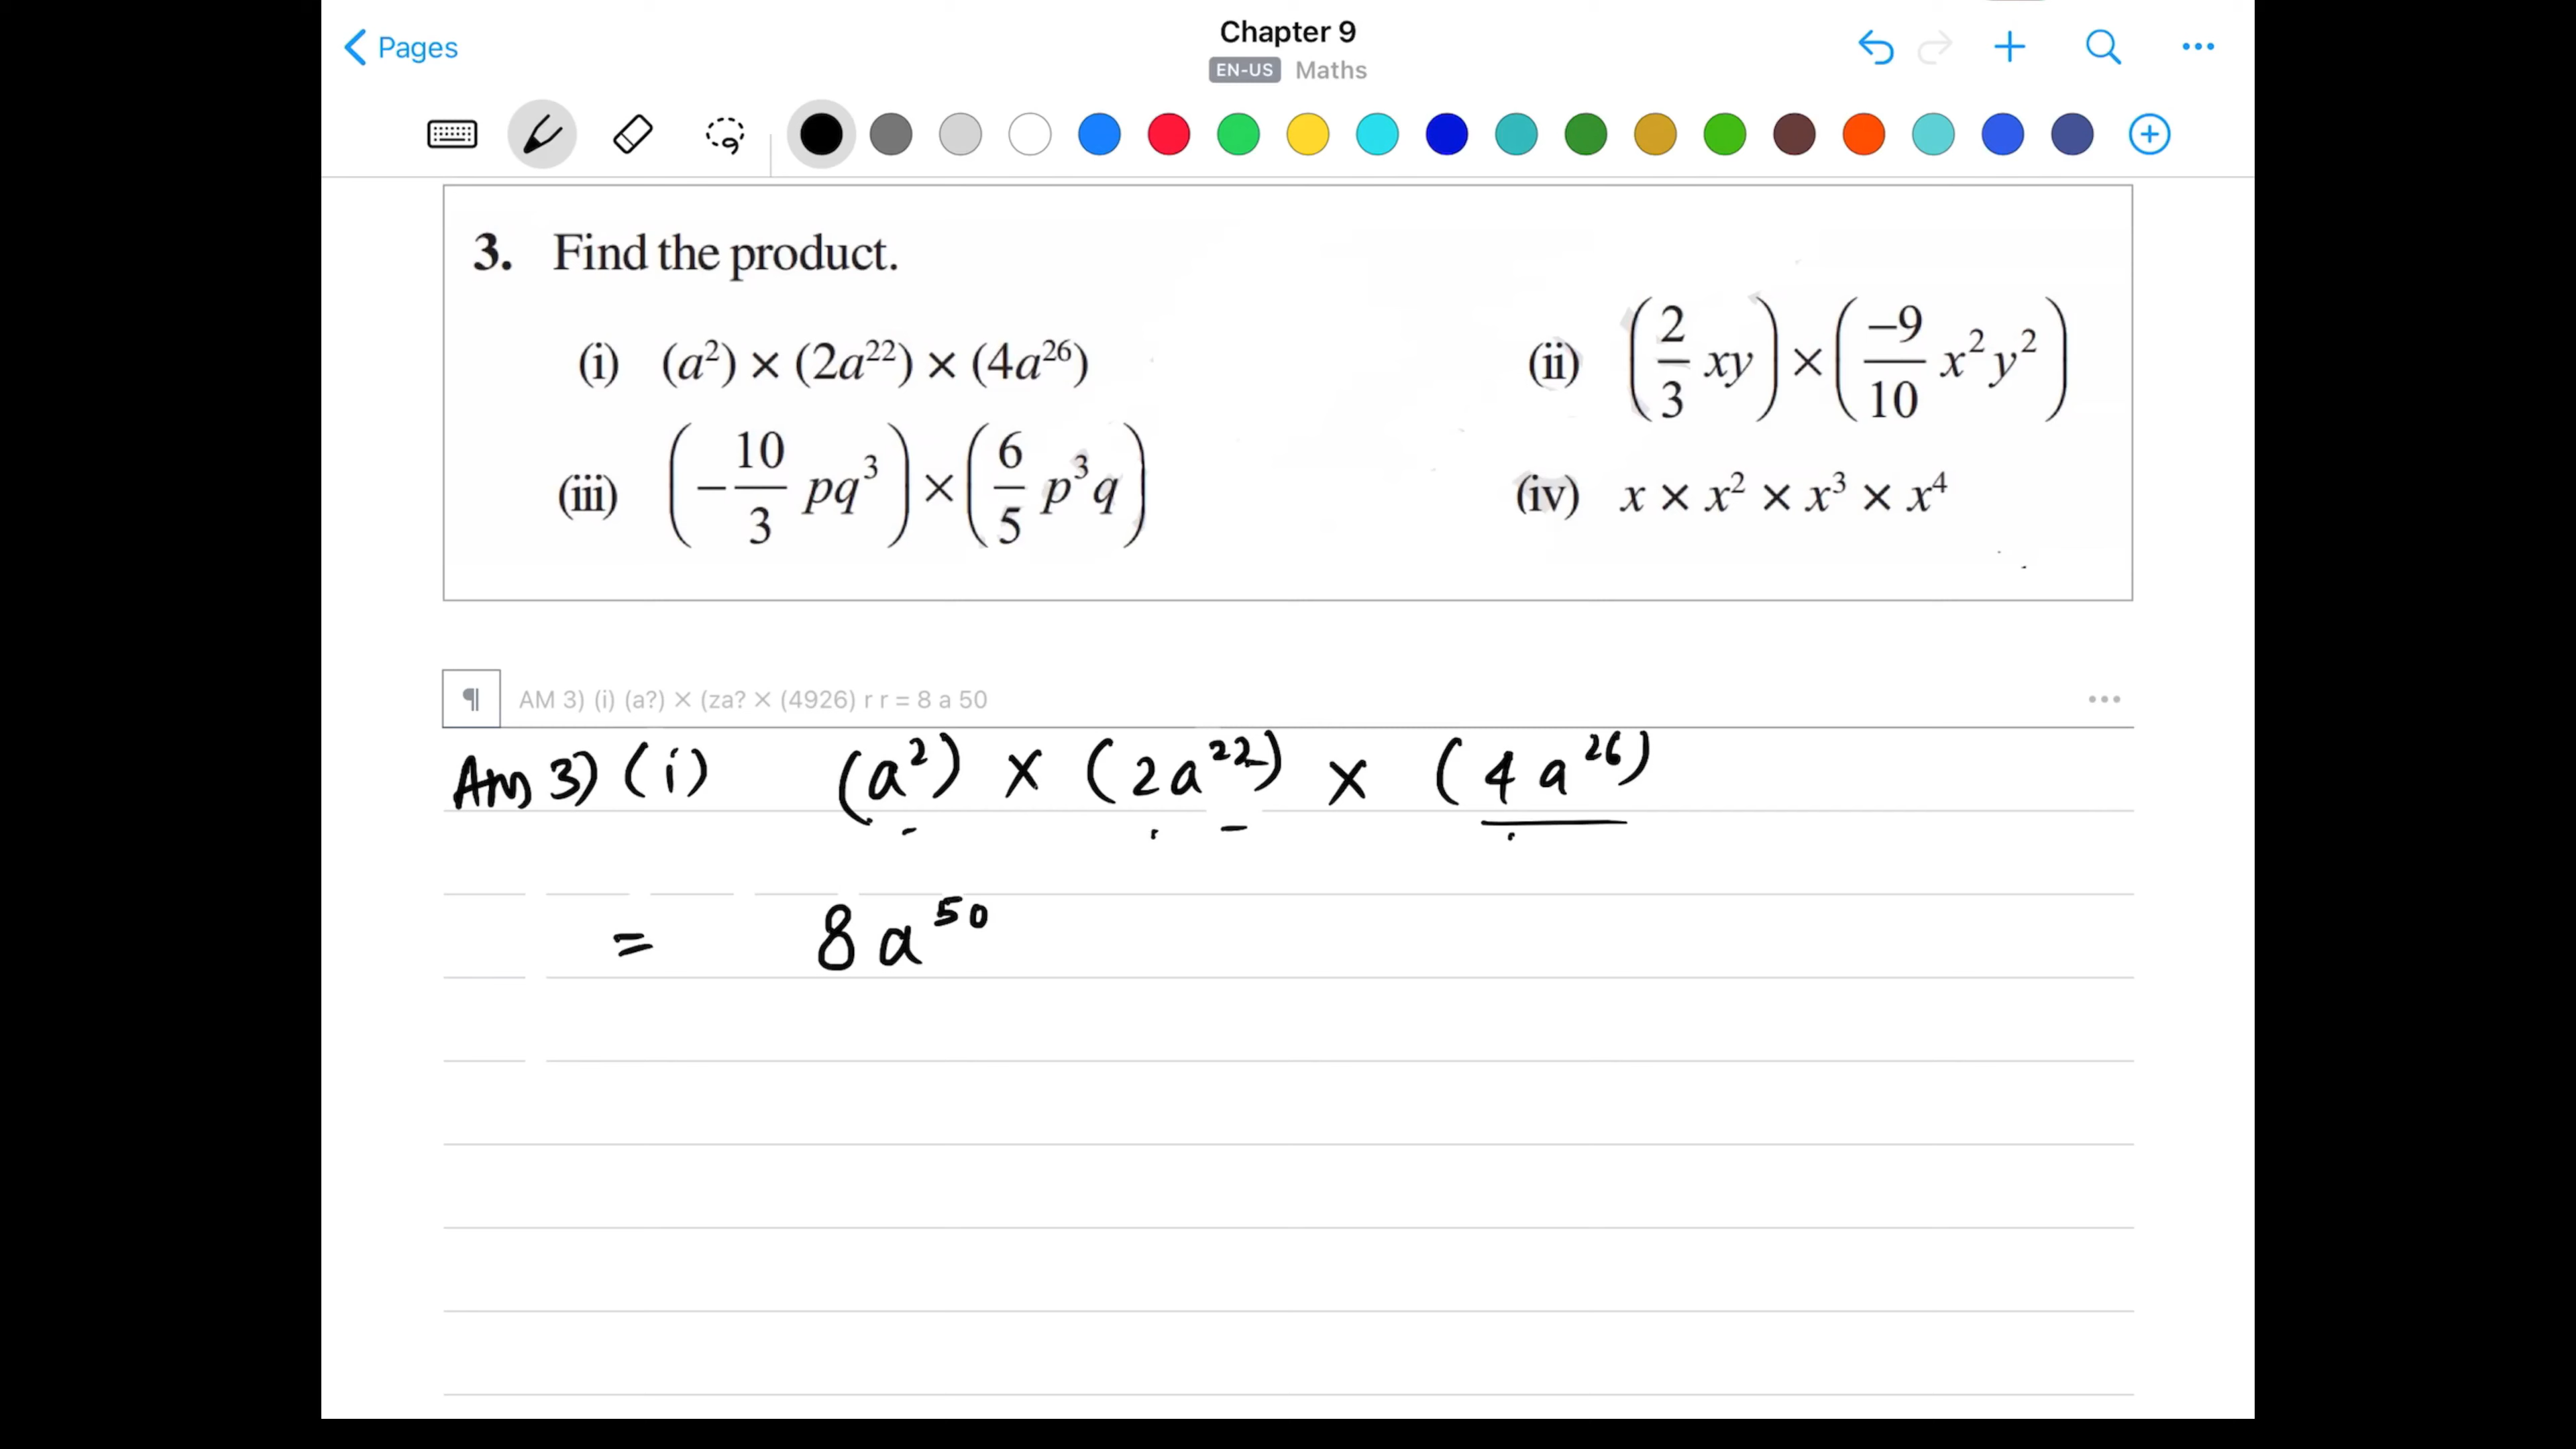 Pages
Chapter 9
EN-US Maths
3. Find the product.
(i) (a²) × (2a²²) × (4a²⁶)
(ii) (2/3 xy) × (-9/10 x²y²)
(iii) (-10/3 pq³) × (6/5 p³q)
(iv) x × x² × x³ × x⁴
AM 3) (i) (a?) × (za? × (4926) r r = 8 a 50
Ans 3) (i) (a²) × (2a²²) × (4a²⁶)
= 8a⁵⁰